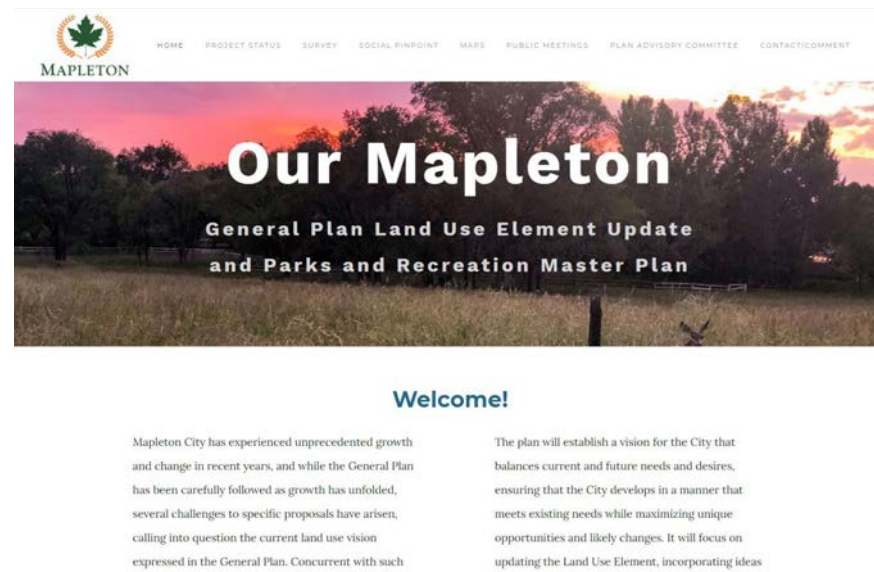 MAPLETON
HOME PROJECT STATUS SURVEY SOCIAL PINPOINT MAPS PUBLIC MEETINGS PLAN ADVISORY COMMITTEE CONTACT/COMMENT
Our Mapleton
General Plan Land Use Element Update
and Parks and Recreation Master Plan
Welcome!
Mapleton City has experienced unprecedented growth
and change in recent years, and while the General Plan
has been carefully followed as growth has unfolded,
several challenges to specific proposals have arisen,
calling into question the current land use vision
expressed in the General Plan. Concurrent with such
The plan will establish a vision for the City that
balances current and future needs and desires,
ensuring that the City develops in a manner that
meets existing needs while maximizing unique
opportunities and likely changes. It will focus on
updating the Land Use Element, incorporating ideas